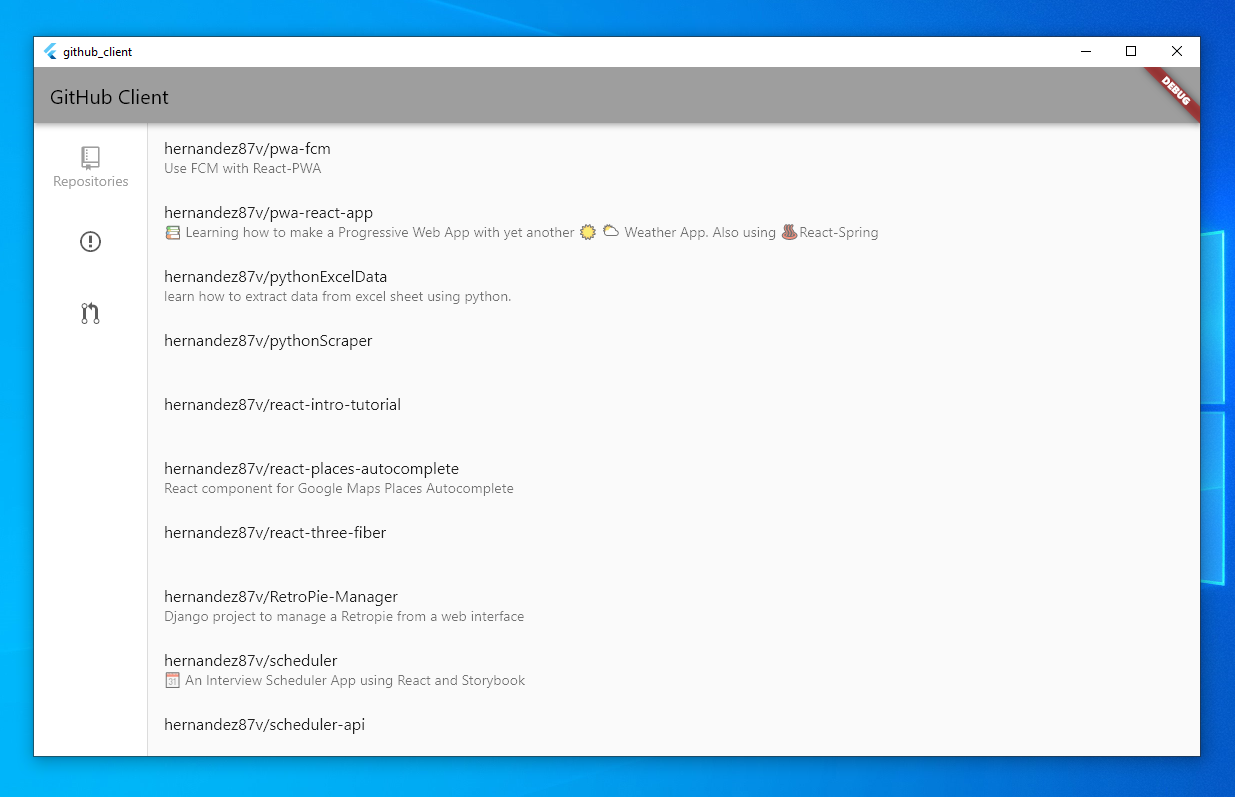 github_client
GitHub Client
DEBUG
Repositories
hernandez87v/pwa-fcm
Use FCM with React-PWA
hernandez87v/pwa-react-app
📚 Learning how to make a Progressive Web App with yet another ☀️ 🌥 Weather App. Also using 🌋React-Spring
hernandez87v/pythonExcelData
learn how to extract data from excel sheet using python.
hernandez87v/pythonScraper
hernandez87v/react-intro-tutorial
hernandez87v/react-places-autocomplete
React component for Google Maps Places Autocomplete
hernandez87v/react-three-fiber
hernandez87v/RetroPie-Manager
Django project to manage a Retropie from a web interface
hernandez87v/scheduler
📅 An Interview Scheduler App using React and Storybook
hernandez87v/scheduler-api